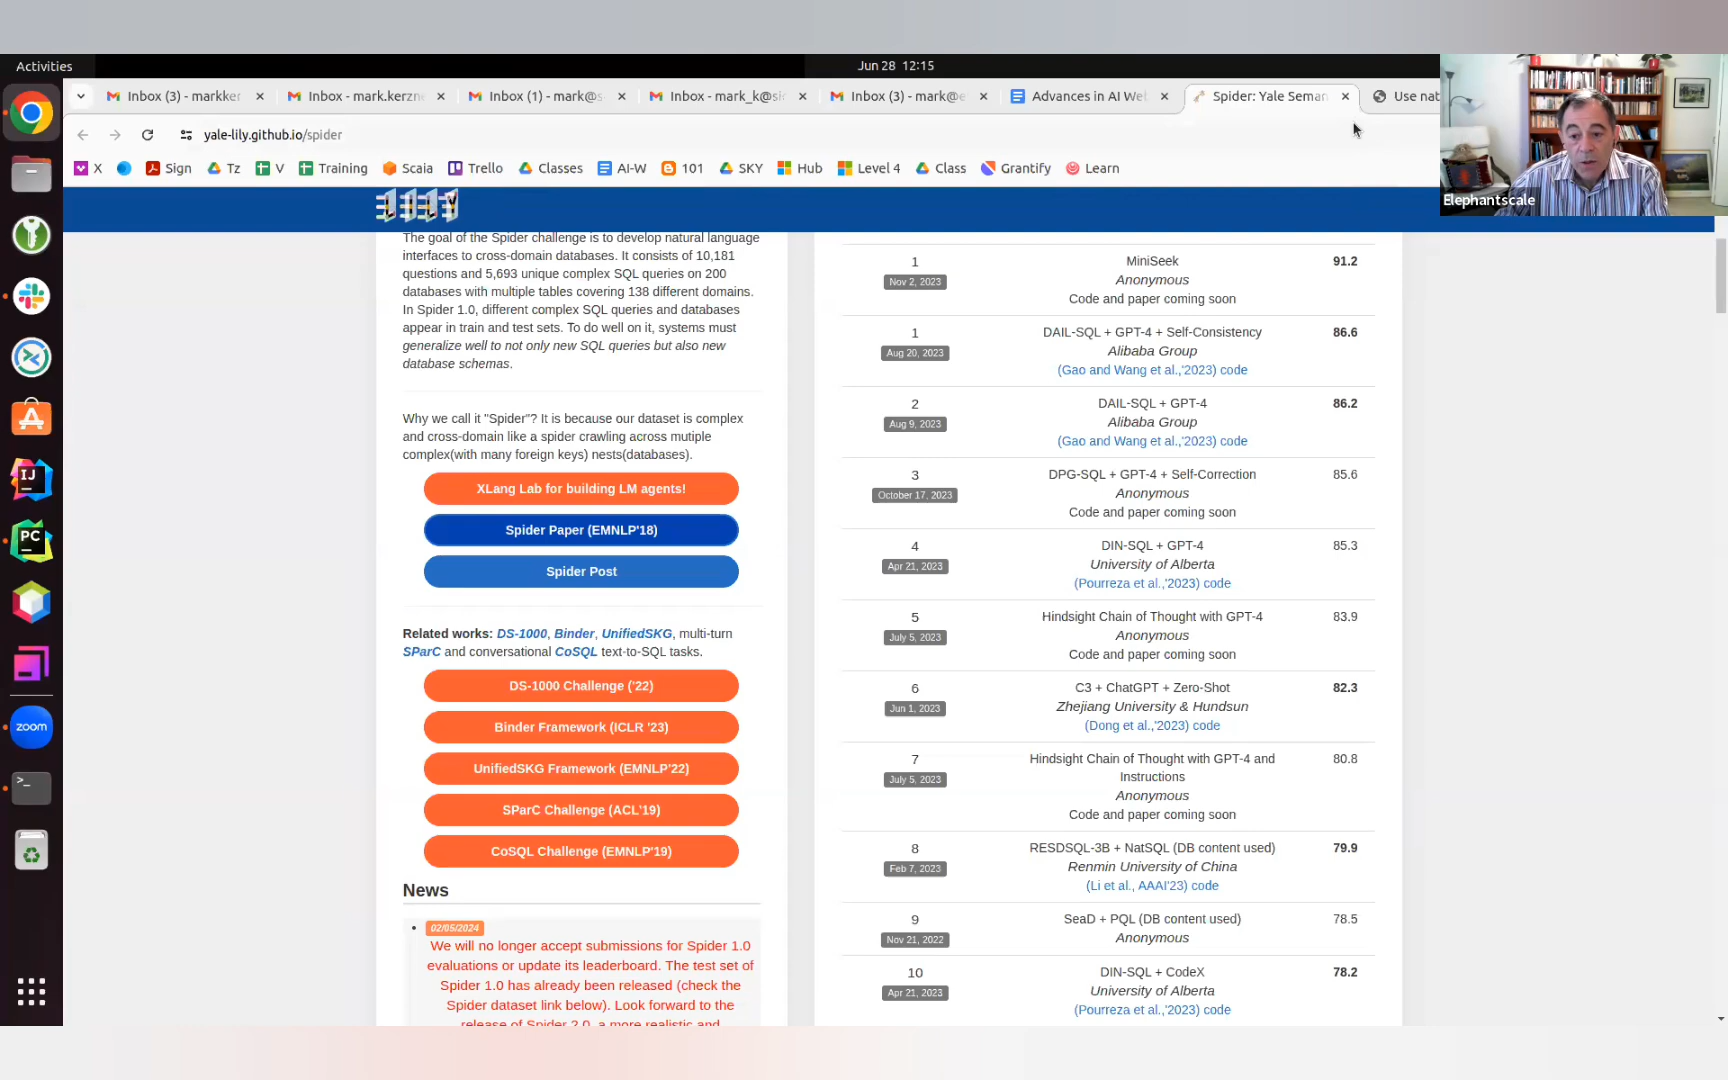 Activities
Jun 28 12:15
Inbox (3) - markker
Inbox - mark.kerzne
Inbox (1) - mark@s
Inbox - mark_k@si
Inbox (3) - mark@e
Advances in AI We
Spider: Yale Seman
Use nat
yale-lily.github.io/spider
X
Sign
Tz
V
Training
Scaia
Trello
Classes
AI-W
101
SKY
Hub
Level 4
Class
Grantify
Learn
Elephantscale
LILY
The goal of the Spider challenge is to develop natural language
interfaces to cross-domain databases. It consists of 10,181
questions and 5,693 unique complex SQL queries on 200
databases with multiple tables covering 138 different domains.
In Spider 1.0, different complex SQL queries and databases
appear in train and test sets. To do well on it, systems must
generalize well to not only new SQL queries but also new
database schemas.
Why we call it "Spider"? It is because our dataset is complex
and cross-domain like a spider crawling across mutiple
complex(with many foreign keys) nests(databases).
XLang Lab for building LM agents!
Spider Paper (EMNLP'18)
Spider Post
Related works: DS-1000, Binder, UnifiedSKG, multi-turn
SParC and conversational CoSQL text-to-SQL tasks.
DS-1000 Challenge ('22)
Binder Framework (ICLR '23)
UnifiedSKG Framework (EMNLP'22)
SParC Challenge (ACL'19)
CoSQL Challenge (EMNLP'19)
News
02/05/2024
We will no longer accept submissions for Spider 1.0
evaluations or update its leaderboard. The test set of
Spider 1.0 has already been released (check the
Spider dataset link below). Look forward to the
release of Spider 2.0, a more realistic and
1 MiniSeek 91.2
Nov 2, 2023 Anonymous
Code and paper coming soon
1 DAIL-SQL + GPT-4 + Self-Consistency 86.6
Aug 20, 2023 Alibaba Group
(Gao and Wang et al.,'2023) code
2 DAIL-SQL + GPT-4 86.2
Aug 9, 2023 Alibaba Group
(Gao and Wang et al.,'2023) code
3 DPG-SQL + GPT-4 + Self-Correction 85.6
October 17, 2023 Anonymous
Code and paper coming soon
4 DIN-SQL + GPT-4 85.3
Apr 21, 2023 University of Alberta
(Pourreza et al.,'2023) code
5 Hindsight Chain of Thought with GPT-4 83.9
July 5, 2023 Anonymous
Code and paper coming soon
6 C3 + ChatGPT + Zero-Shot 82.3
Jun 1, 2023 Zhejiang University & Hundsun
(Dong et al.,'2023) code
7 Hindsight Chain of Thought with GPT-4 and 80.8
July 5, 2023 Instructions
Anonymous
Code and paper coming soon
8 RESDSQL-3B + NatSQL (DB content used) 79.9
Feb 7, 2023 Renmin University of China
(Li et al., AAAI'23) code
9 SeaD + PQL (DB content used) 78.5
Nov 21, 2022 Anonymous
10 DIN-SQL + CodeX 78.2
Apr 21, 2023 University of Alberta
(Pourreza et al.,'2023) code
IJ
PC
zoom
>_